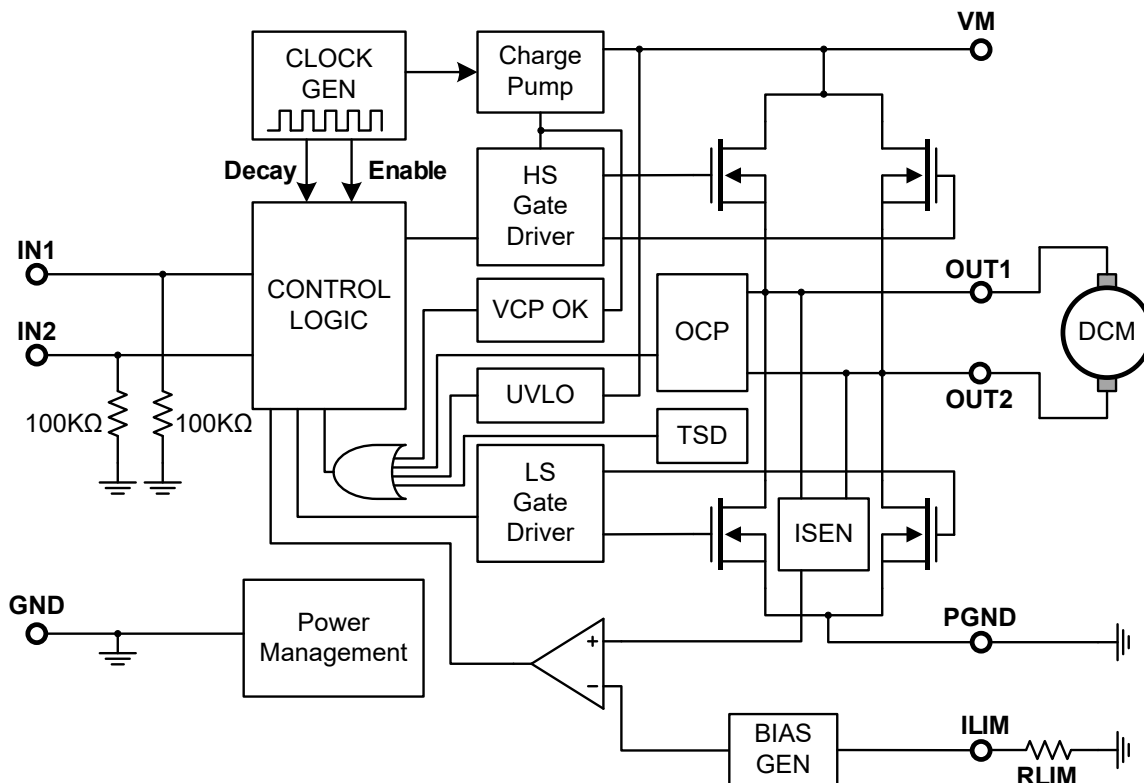 VM
CLOCK
GEN
Charge
Pump
Decay
Enable
HS
Gate
Driver
IN1
CONTROL
LOGIC
VCP OK
OCP
OUT1
DCM
IN2
UVLO
OUT2
100KΩ
100KΩ
TSD
LS
Gate
Driver
ISEN
GND
Power
Management
PGND
+
−
BIAS
GEN
ILIM
RLIM